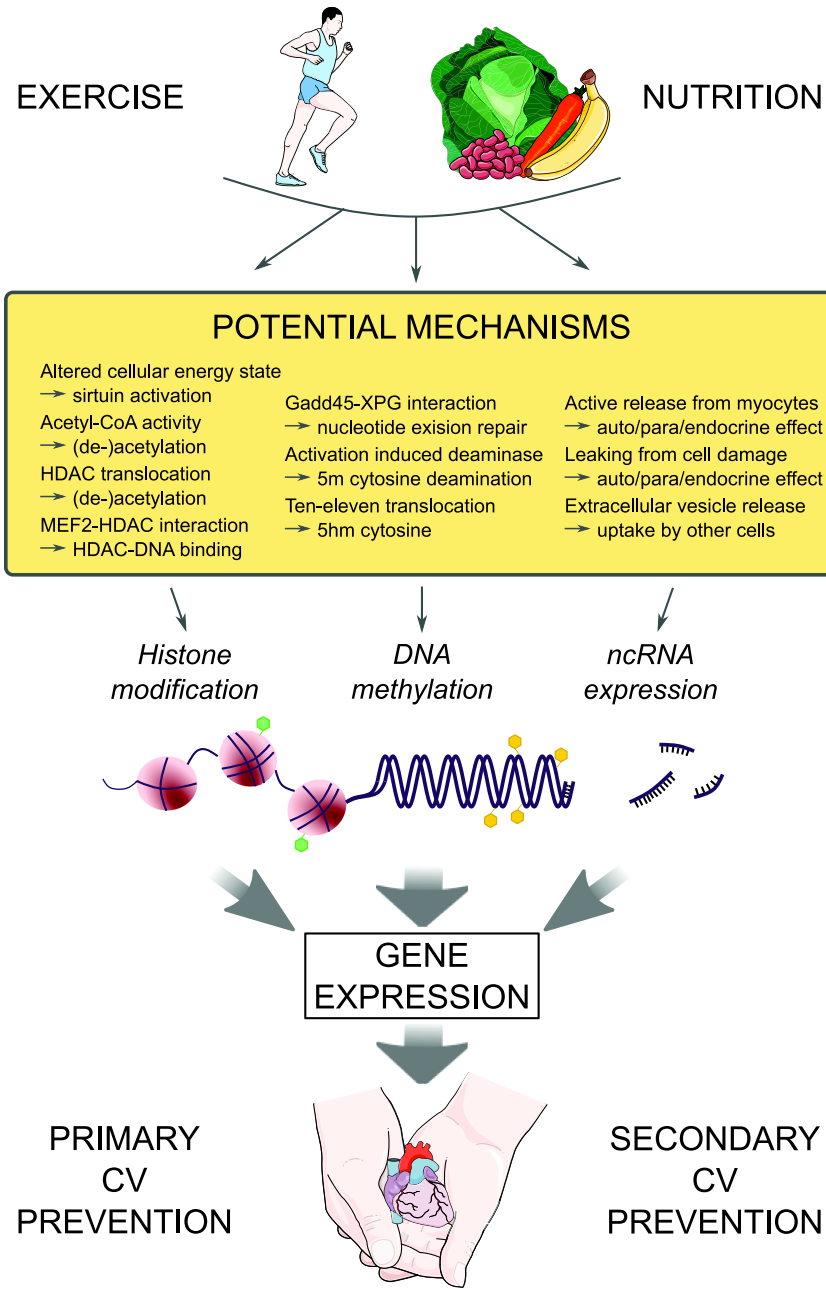 EXERCISE
NUTRITION
POTENTIAL MECHANISMS
Altered cellular energy state
→ sirtuin activation
Acetyl-CoA activity
→ (de-)acetylation
HDAC translocation
→ (de-)acetylation
MEF2-HDAC interaction
→ HDAC-DNA binding
Gadd45-XPG interaction
→ nucleotide exision repair
Activation induced deaminase
→ 5m cytosine deamination
Ten-eleven translocation
→ 5hm cytosine
Active release from myocytes
→ auto/para/endocrine effect
Leaking from cell damage
→ auto/para/endocrine effect
Extracellular vesicle release
→ uptake by other cells
Histone
modification
DNA
methylation
ncRNA
expression
GENE
EXPRESSION
PRIMARY
CV
PREVENTION
SECONDARY
CV
PREVENTION